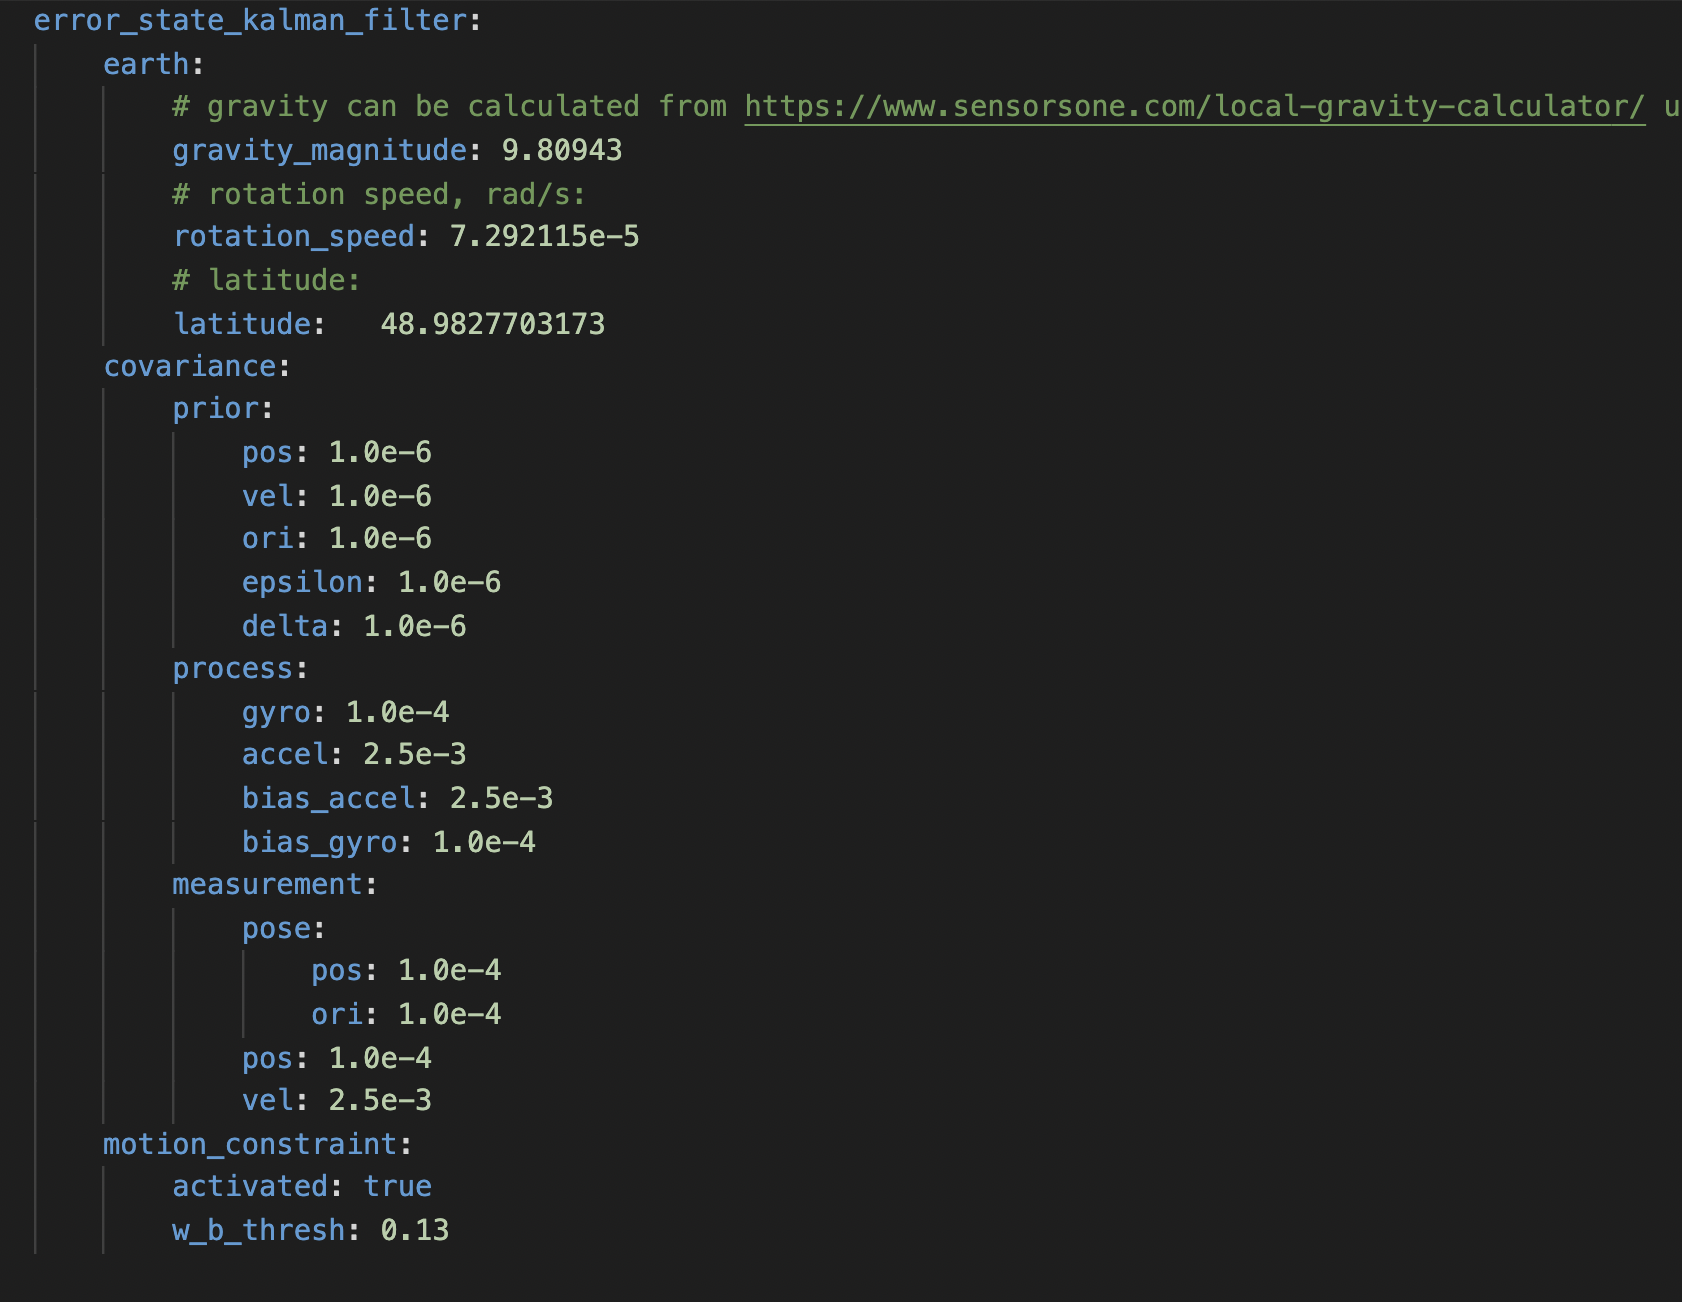 error_state_kalman_filter:
earth:
# gravity can be calculated from https://www.sensorsone.com/local-gravity-calculator/ u
gravity_magnitude: 9.80943
# rotation speed, rad/s:
rotation_speed: 7.292115e-5
# latitude:
latitude:   48.9827703173
covariance:
prior:
pos: 1.0e-6
vel: 1.0e-6
ori: 1.0e-6
epsilon: 1.0e-6
delta: 1.0e-6
process:
gyro: 1.0e-4
accel: 2.5e-3
bias_accel: 2.5e-3
bias_gyro: 1.0e-4
measurement:
pose:
pos: 1.0e-4
ori: 1.0e-4
pos: 1.0e-4
vel: 2.5e-3
motion_constraint:
activated: true
w_b_thresh: 0.13